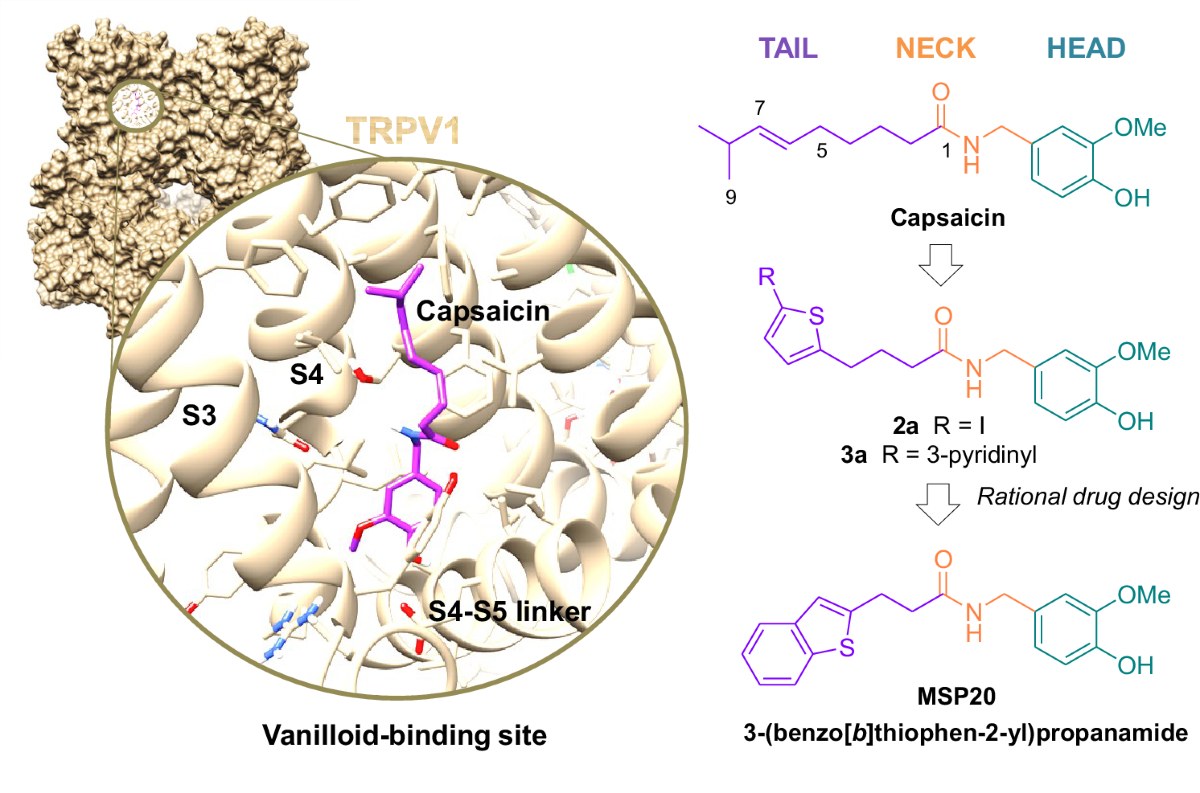 TRPV1
Capsaicin
S4
S3
S4-S5 linker
Vanilloid-binding site
TAIL NECK HEAD
O
7
OMe
5
1
N
H
9
OH
Capsaicin
R
S
O
OMe
N
H
OH
2a R = I
3a R = 3-pyridinyl
Rational drug design
O
OMe
N
H
S
OH
MSP20
3-(benzo[b]thiophen-2-yl)propanamide